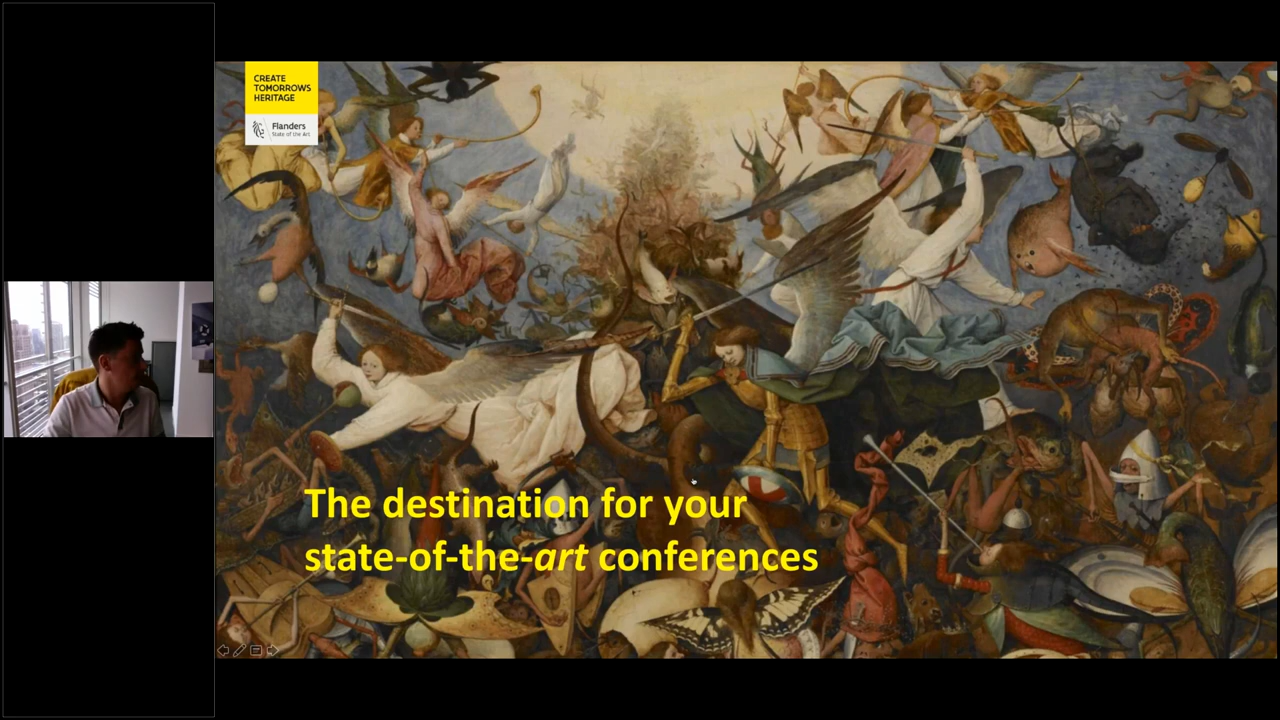 CREATE
TOMORROWS
HERITAGE
Flanders
State of the Art
The destination for your
state-of-the-art conferences